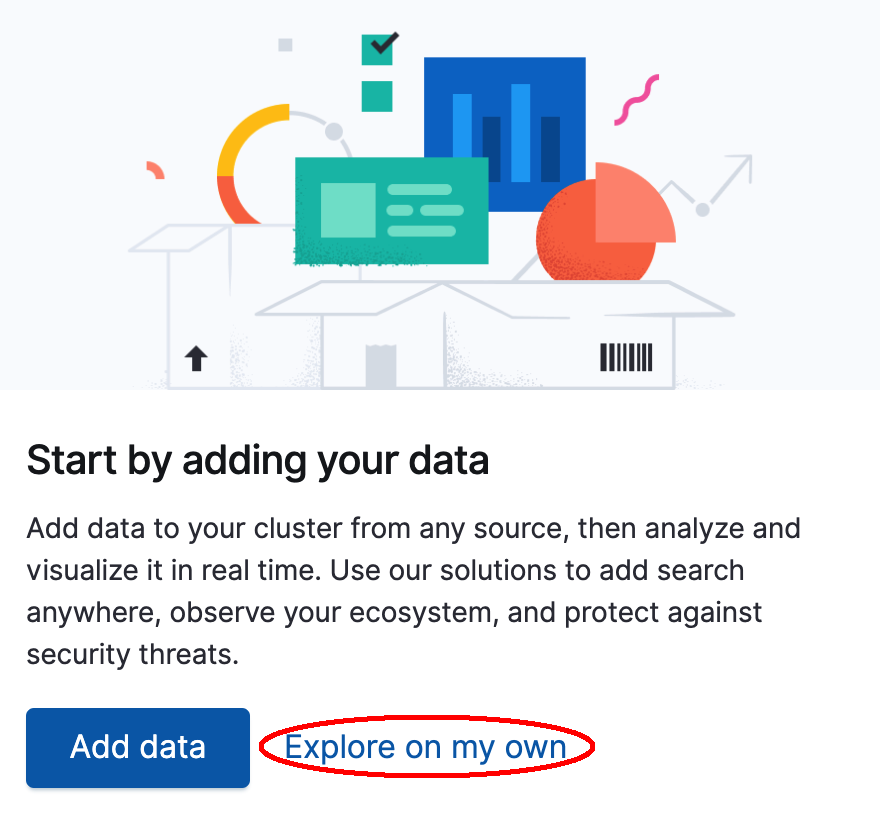 Start by adding your data
Add data to your cluster from any source, then analyze and
visualize it in real time. Use our solutions to add search
anywhere, observe your ecosystem, and protect against
security threats.
Add data
Explore on my own